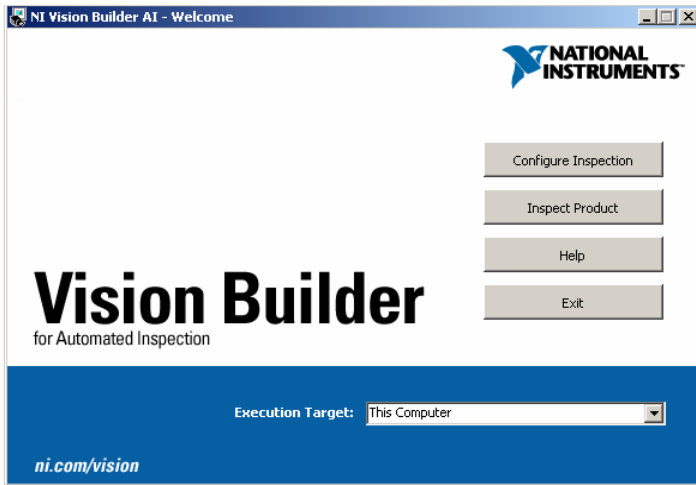 NI Vision Builder AI - Welcome
NATIONAL
INSTRUMENTS™
Configure Inspection
Inspect Product
Help
Exit
Vision Builder
for Automated Inspection
Execution Target: This Computer
ni.com/vision